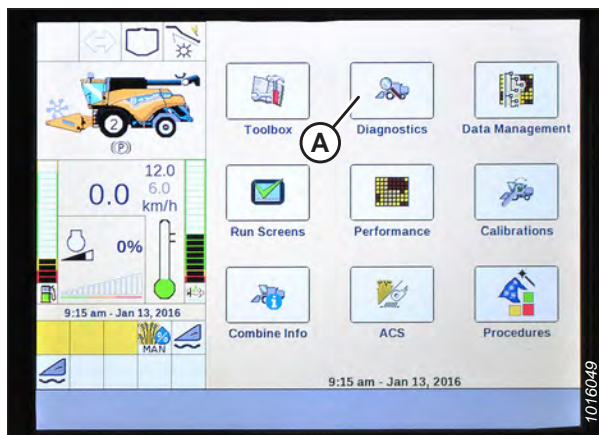 2
(P)
12.0
6.0
0.0
km/h
0%
9:15 am - Jan 13, 2016
MAN
Toolbox
Diagnostics
Data Management
A
Run Screens
Performance
Calibrations
Combine Info
ACS
Procedures
9:15 am - Jan 13, 2016
1016049